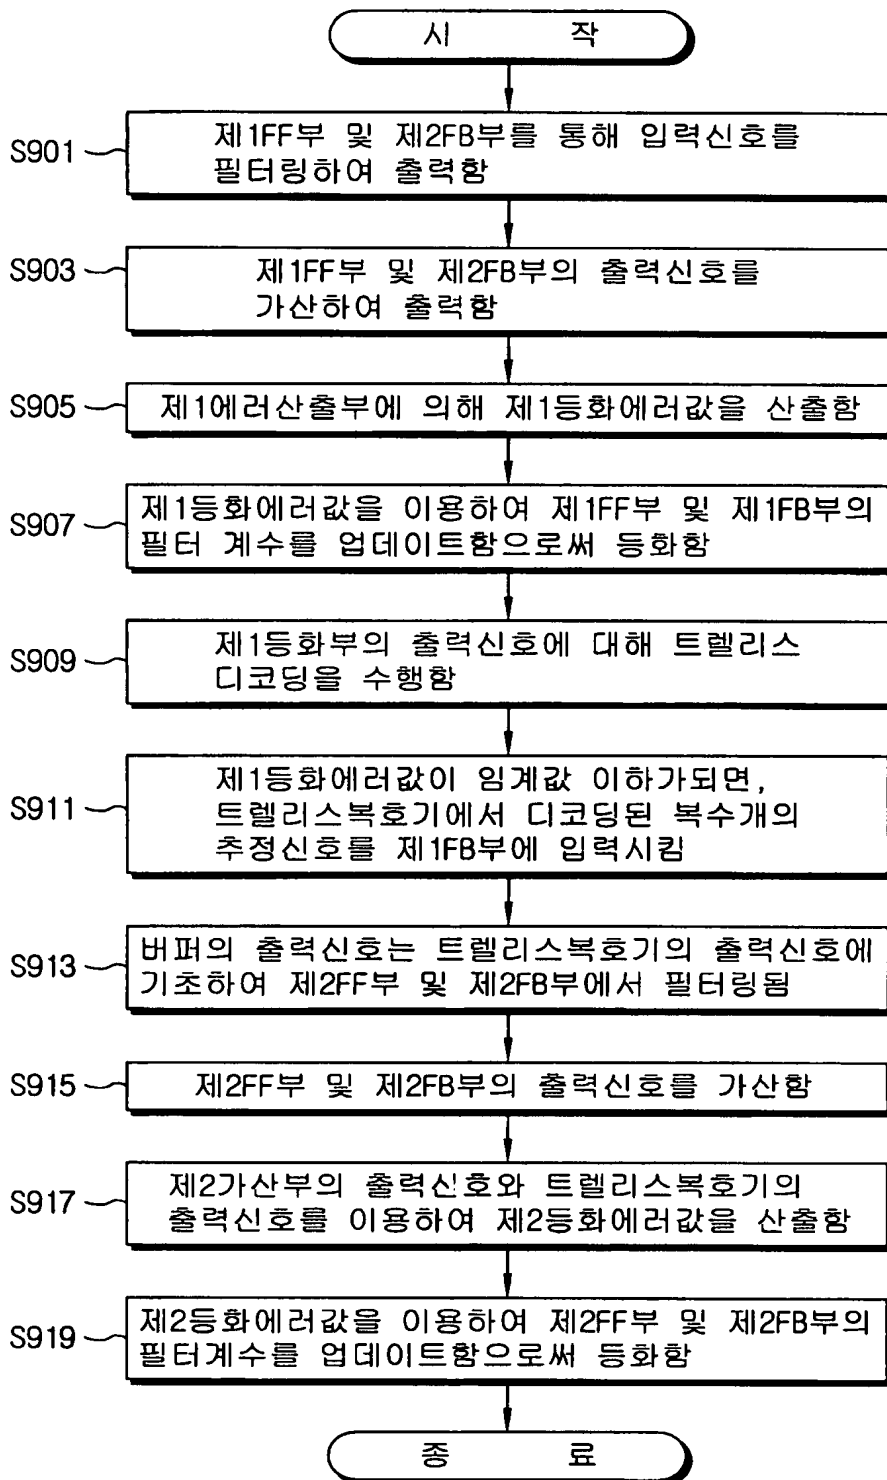 시 작
S901
제1FF부 및 제2FB부를 통해 입력신호를
필터링하여 출력함
S903
제1FF부 및 제2FB부의 출력신호를
가산하여 출력함
S905
제1에러산출부에 의해 제1등화에러값을 산출함
S907
제1등화에러값을 이용하여 제1FF부 및 제1FB부의
필터 계수를 업데이트함으로써 등화함
S909
제1등화부의 출력신호에 대해 트렐리스
디코딩을 수행함
S911
제1등화에러값이 임계값 이하가되면,
트렐리스복호기에서 디코딩된 복수개의
추정신호를 제1FB부에 입력시킴
S913
버퍼의 출력신호는 트렐리스복호기의 출력신호에
기초하여 제2FF부 및 제2FB부에서 필터링됨
S915
제2FF부 및 제2FB부의 출력신호를 가산함
S917
제2가산부의 출력신호와 트렐리스복호기의
출력신호를 이용하여 제2등화에러값을 산출함
S919
제2등화에러값을 이용하여 제2FF부 및 제2FB부의
필터계수를 업데이트함으로써 등화함
종 료